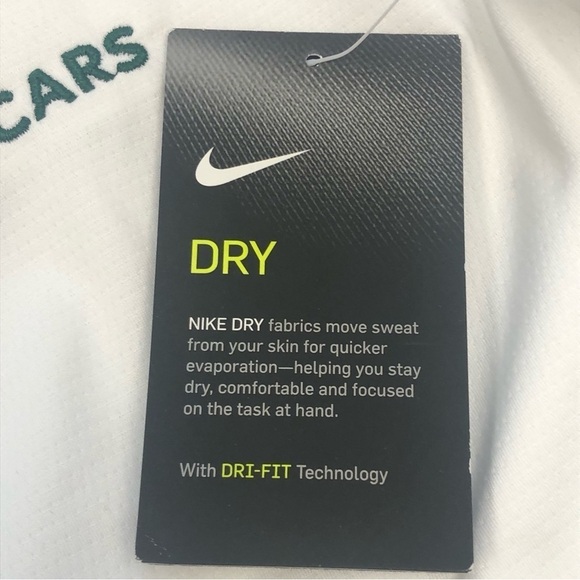 CARS
DRY
NIKE DRY fabrics move sweat
from your skin for quicker
evaporation—helping you stay
dry, comfortable and focused
on the task at hand.
With DRI-FIT Technology